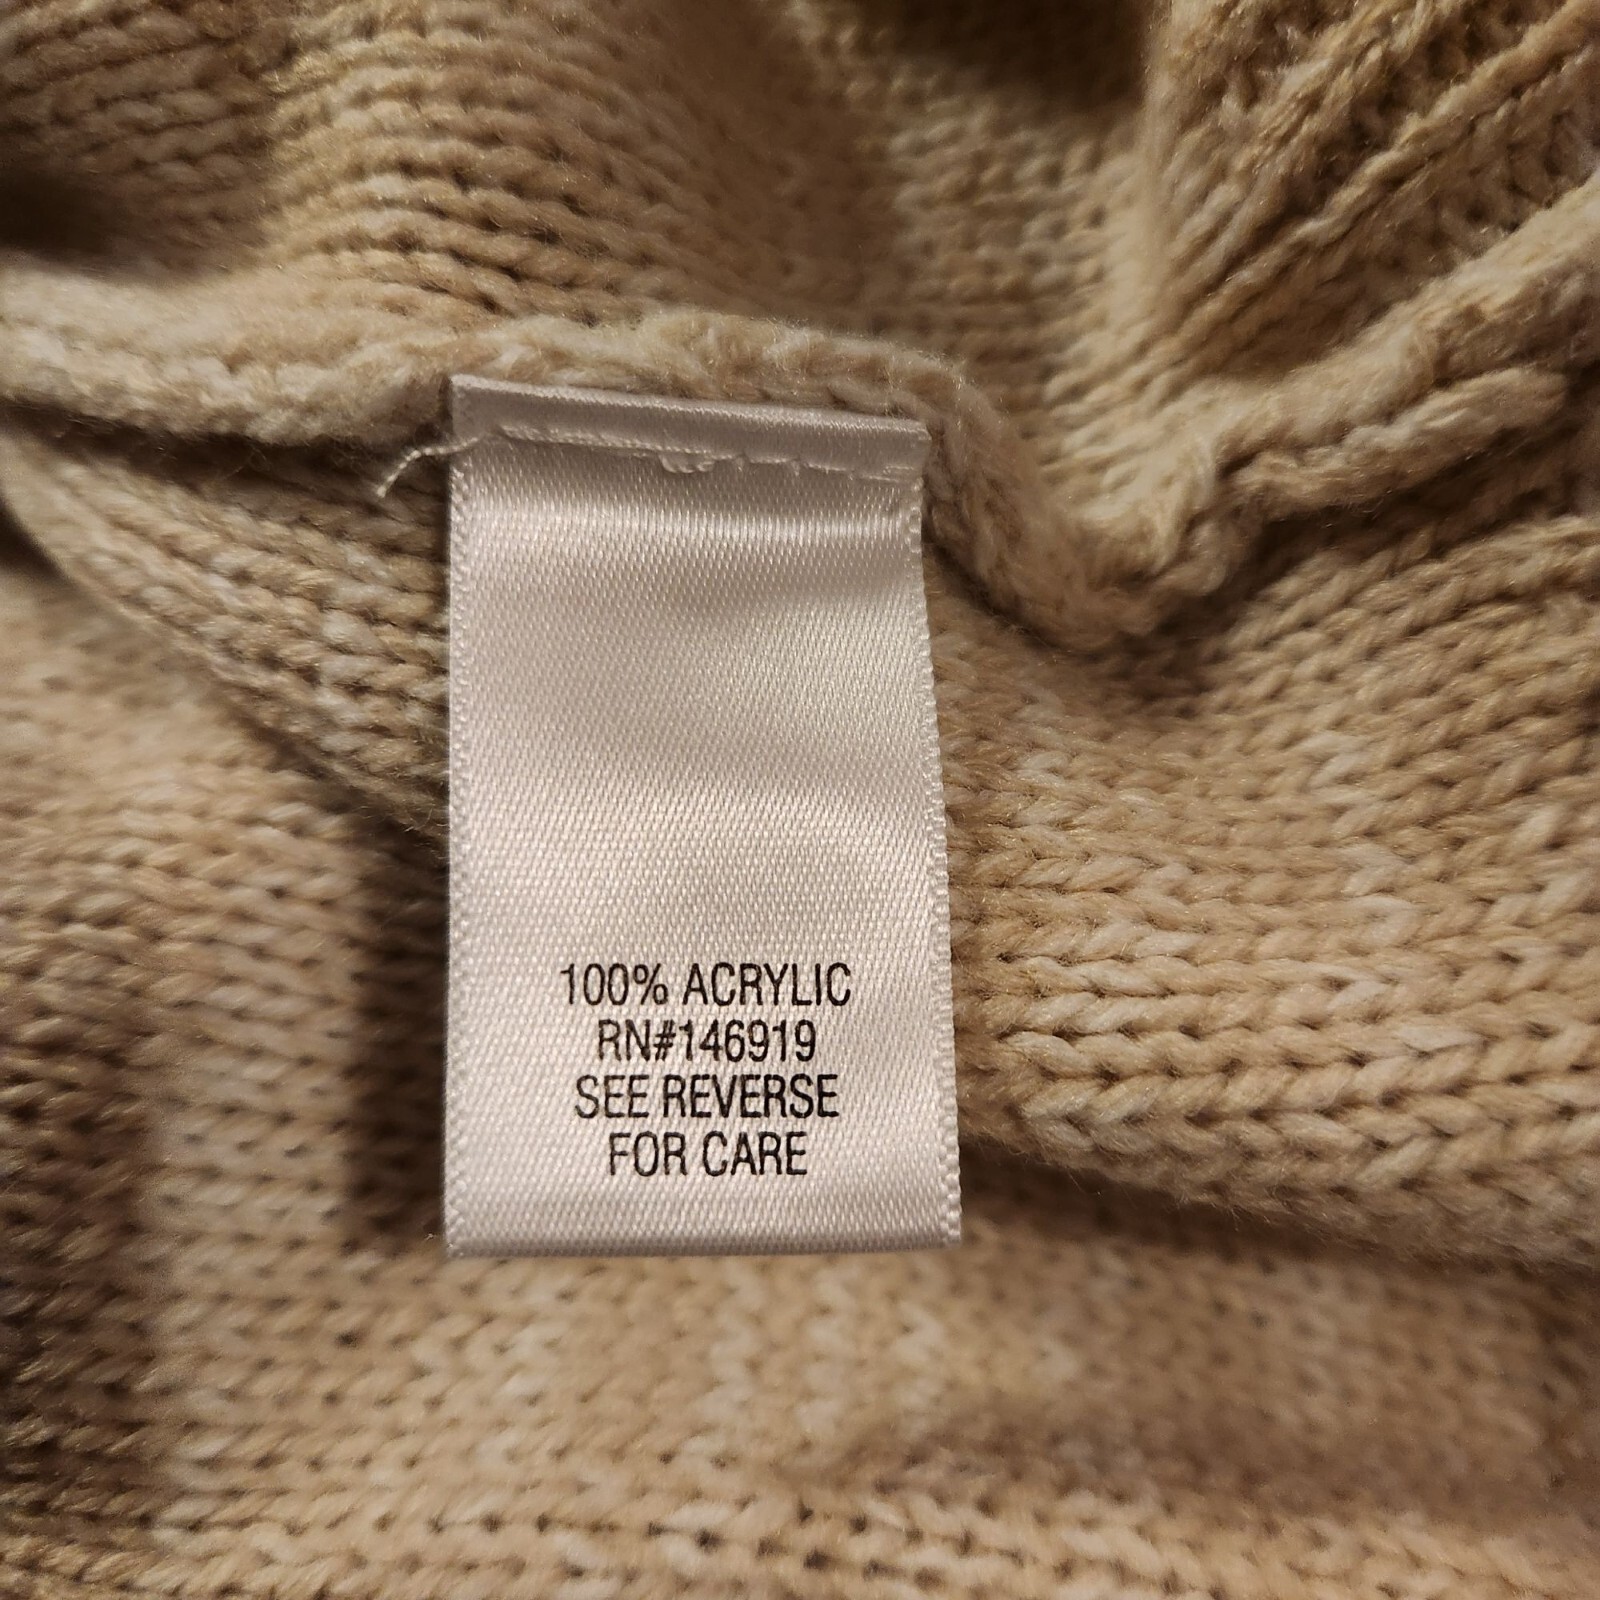 100% ACRYLIC
RN#146919
SEE REVERSE
FOR CARE